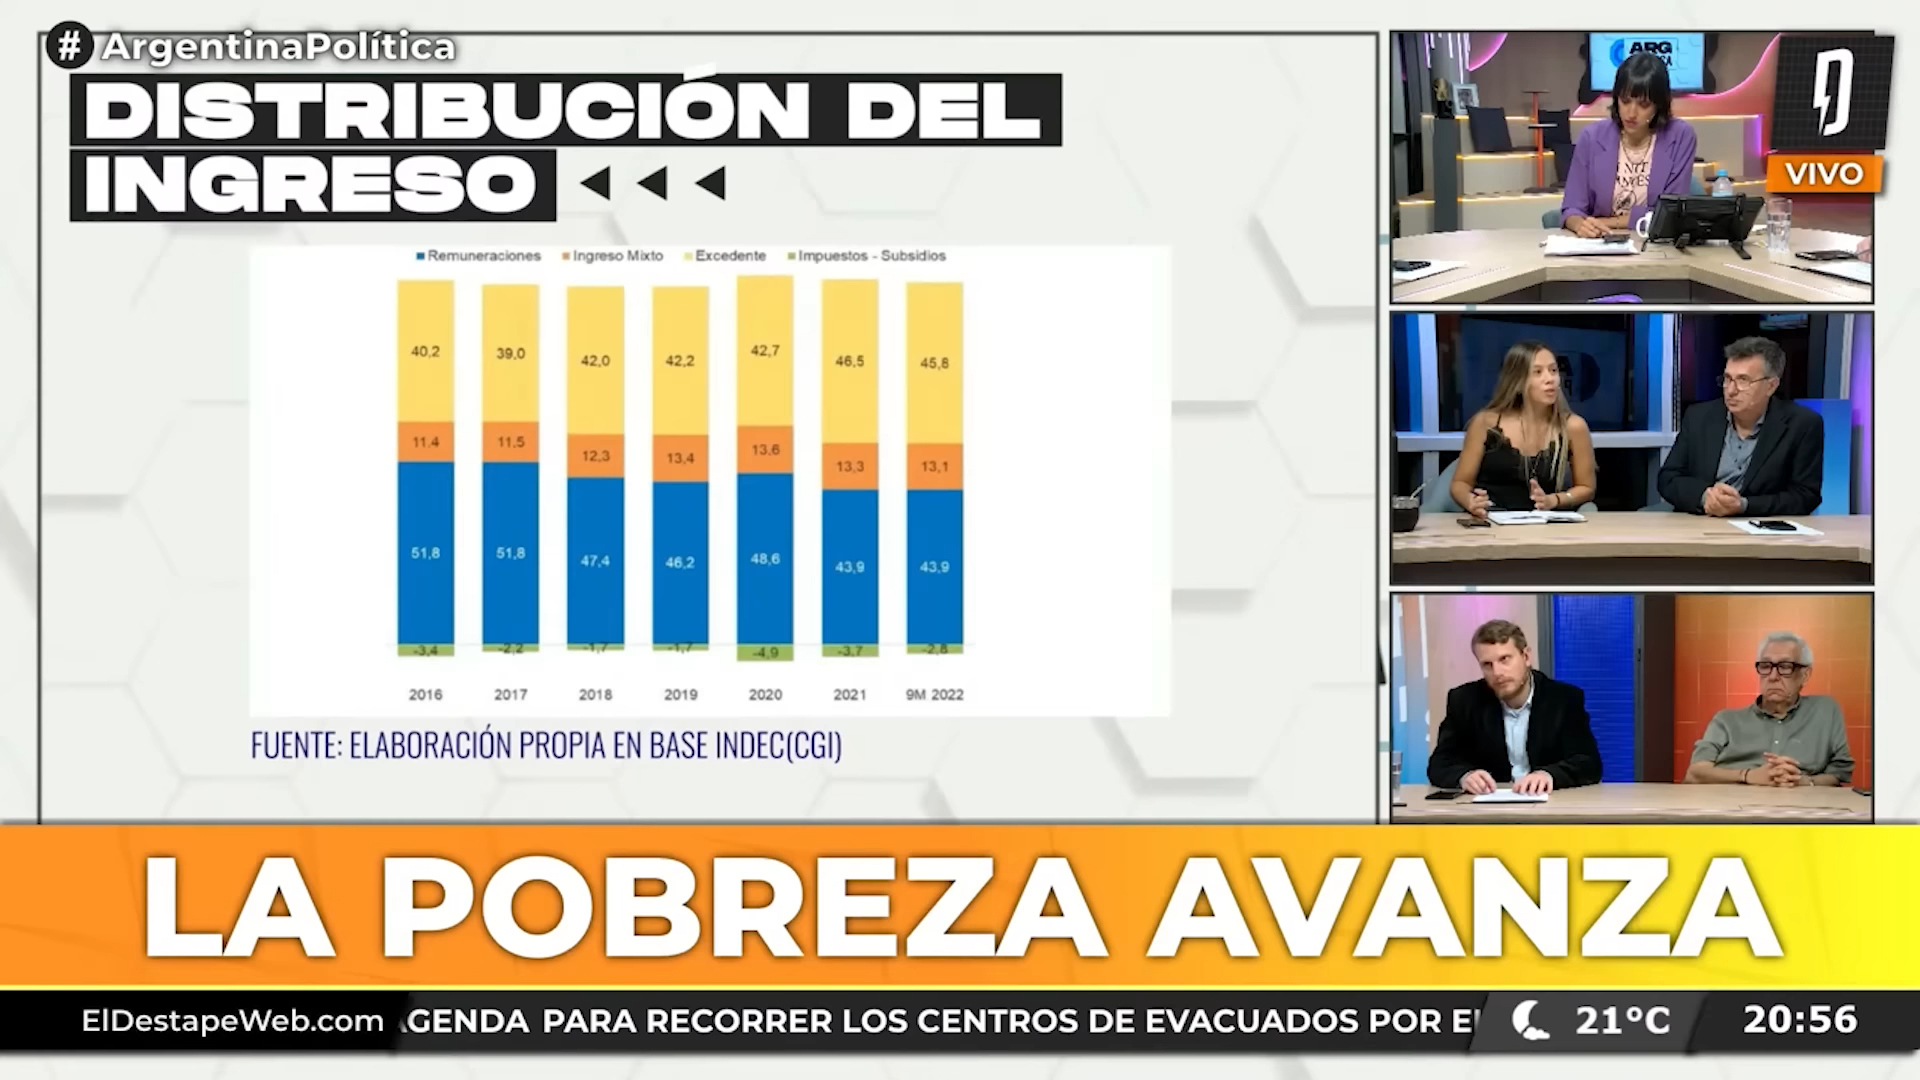 #ArgentinaPolítica
DISTRIBUCIÓN DEL
INGRESO
Remuneraciones Ingreso Mixto Excedente Impuestos - Subsidios
40,2 39,0 42,0 42,2 42,7 46,5 45,8
11,4 11,5 12,3 13,4 13,6 13,3 13,1
51,8 51,8 47,4 46,2 48,6 43,9 43,9
-3,4 -2,2 -1,7 -1,7 -4,9 -3,7 -2,8
2016 2017 2018 2019 2020 2021 9M 2022
FUENTE: ELABORACIÓN PROPIA EN BASE INDEC(CGI)
ARG
VIVO
LA POBREZA AVANZA
ElDestapeWeb.com
GENDA PARA RECORRER LOS CENTROS DE EVACUADOS POR
21°C
20:56